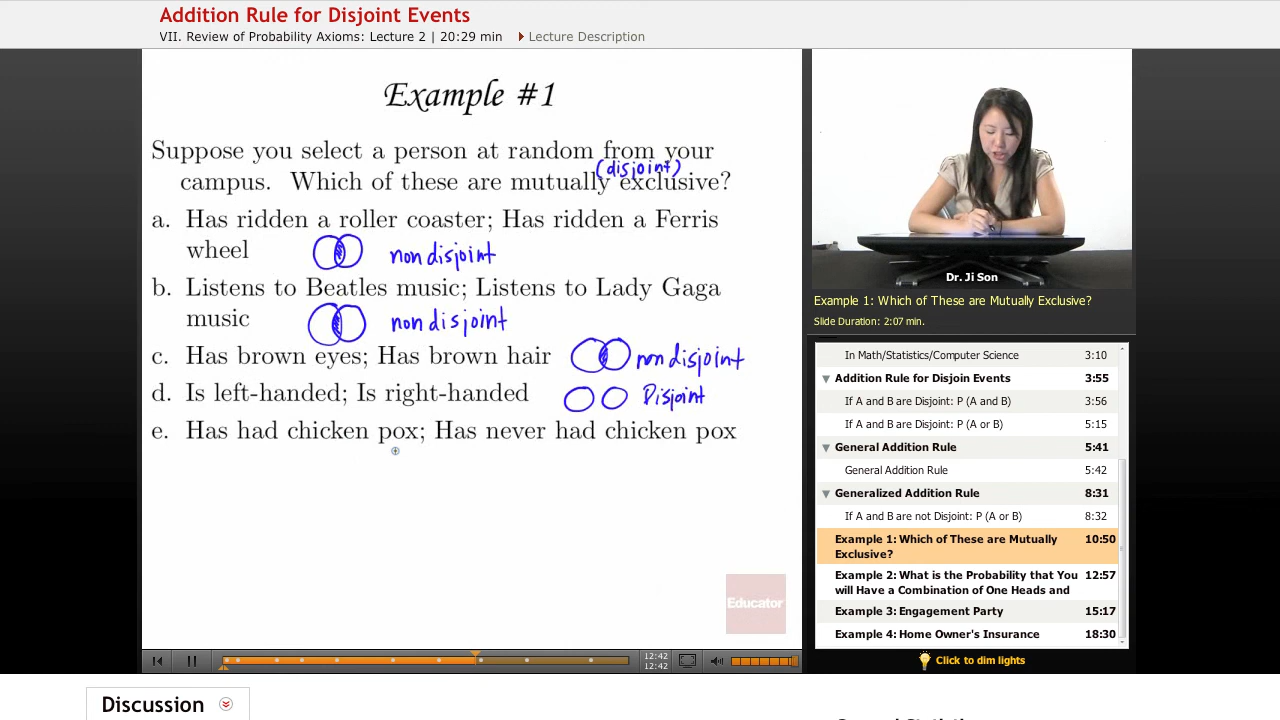 Addition Rule for Disjoint Events
VII. Review of Probability Axioms: Lecture 2 | 20:29 min
Lecture Description
Example #1
Suppose you select a person at random from your
(disjoint)
campus. Which of these are mutually exclusive?
a. Has ridden a roller coaster; Has ridden a Ferris
wheel
non disjoint
b. Listens to Beatles music; Listens to Lady Gaga
music
non disjoint
c. Has brown eyes; Has brown hair
non disjoint
d. Is left-handed; Is right-handed
Disjoint
e. Has had chicken pox; Has never had chicken pox
Educator
12:42
12:42
Dr. Ji Son
Example 1: Which of These are Mutually Exclusive?
Slide Duration: 2:07 min.
In Math/Statistics/Computer Science 3:10
Addition Rule for Disjoin Events 3:55
If A and B are Disjoint: P (A and B) 3:56
If A and B are Disjoint: P (A or B) 5:15
General Addition Rule 5:41
General Addition Rule 5:42
Generalized Addition Rule 8:31
If A and B are not Disjoint: P (A or B) 8:32
Example 1: Which of These are Mutually 10:50
Exclusive?
Example 2: What is the Probability that You 12:57
will Have a Combination of One Heads and
Example 3: Engagement Party 15:17
Example 4: Home Owner's Insurance 18:30
Click to dim lights
Discussion